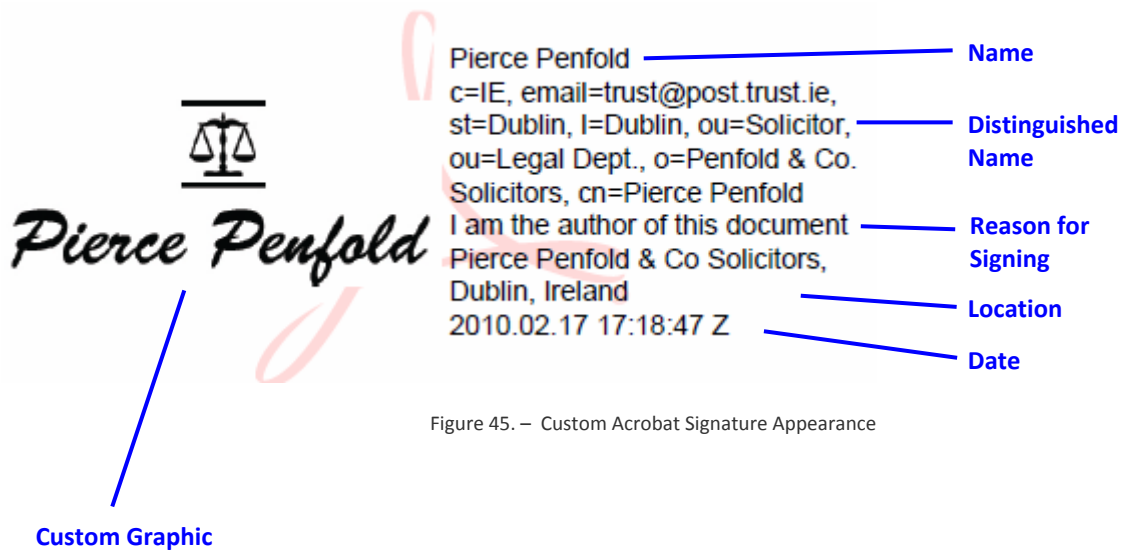 Pierce Penfold
Name
c=IE, email=trust@post.trust.ie,
st=Dublin, l=Dublin, ou=Solicitor,
Distinguished
Name
ou=Legal Dept., o=Penfold & Co.
Solicitors, cn=Pierce Penfold
Pierce Penfold
I am the author of this document
Reason for
Signing
Pierce Penfold & Co Solicitors,
Dublin, Ireland
Location
2010.02.17 17:18:47 Z
Date
Figure 45. – Custom Acrobat Signature Appearance
Custom Graphic